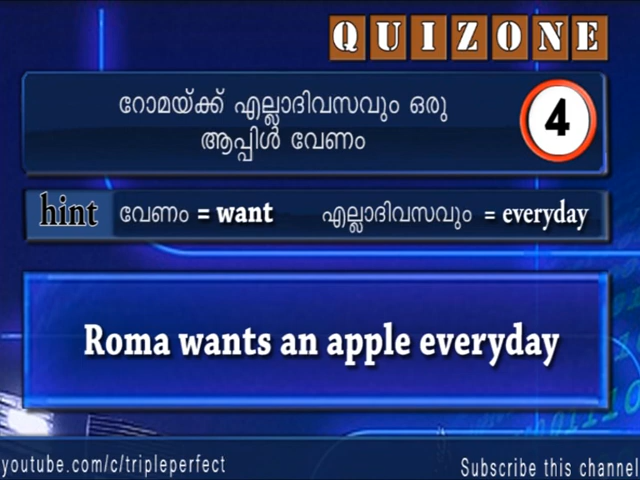 QUIZONE
റോമയ്ക്ക് എല്ലാദിവസവും ഒരു
ആപ്പിൾ വേണം
4
hint വേണം = want എല്ലാദിവസവും = everyday
Roma wants an apple everyday
youtube.com/c/tripleperfect Subscribe this channel